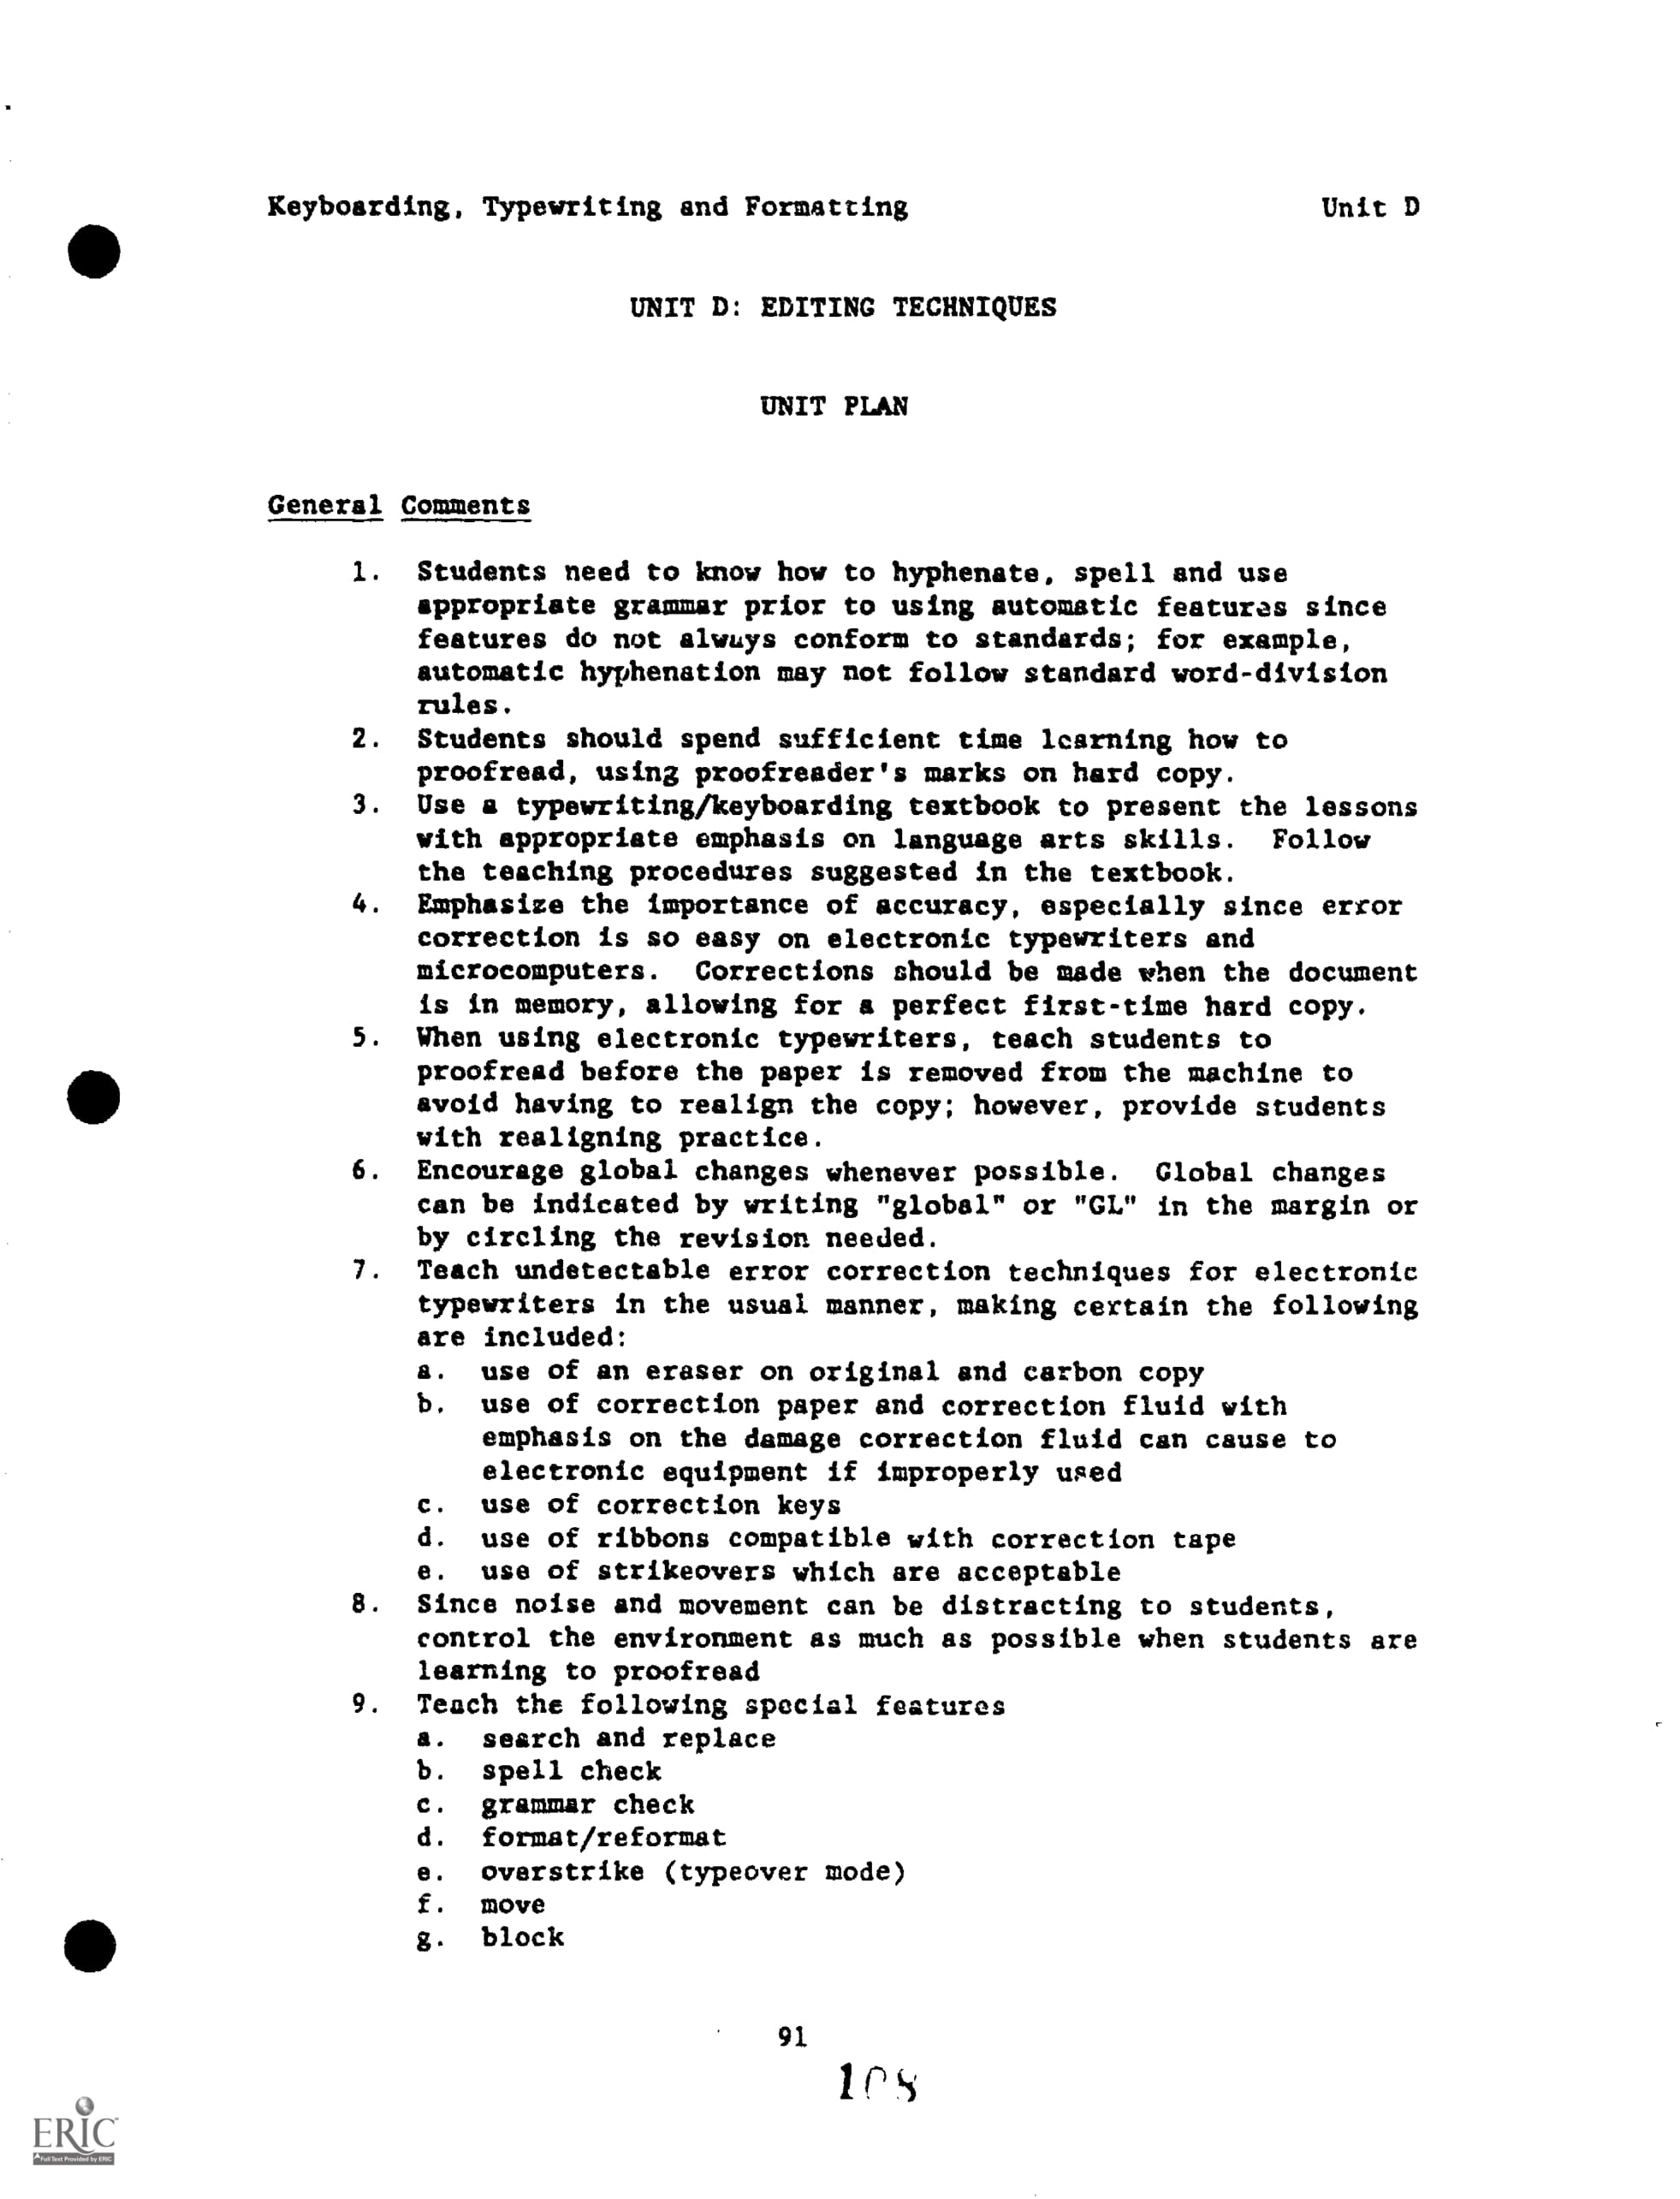 Keyboarding, Typewriting and Formatting Unit D
UNIT D: EDITING TECHNIQUES
UNIT PLAN
General Comments
1. Students need to know how to hyphenate, spell and use
appropriate grammar prior to using automatic features since
features do not always conform to standards; for example,
automatic hyphenation may not follow standard word-division
rules.
2. Students should spend sufficient time learning how to
proofread, using proofreader's marks on hard copy.
3. Use a typewriting/keyboarding textbook to present the lessons
with appropriate emphasis on language arts skills. Follow
the teaching procedures suggested in the textbook.
4. Emphasize the importance of accuracy, especially since error
correction is so easy on electronic typewriters and
microcomputers. Corrections should be made when the document
is in memory, allowing for a perfect first-time hard copy.
5. When using electronic typewriters, teach students to
proofread before the paper is removed from the machine to
avoid having to realign the copy; however, provide students
with realigning practice.
6. Encourage global changes whenever possible. Global changes
can be indicated by writing "global" or "GL" in the margin or
by circling the revision needed.
7. Teach undetectable error correction techniques for electronic
typewriters in the usual manner, making certain the following
are included:
a. use of an eraser on original and carbon copy
b. use of correction paper and correction fluid with
emphasis on the damage correction fluid can cause to
electronic equipment if improperly used
c. use of correction keys
d. use of ribbons compatible with correction tape
e. use of strikeovers which are acceptable
8. Since noise and movement can be distracting to students,
control the environment as much as possible when students are
learning to proofread
9. Teach the following special features
a. search and replace
b. spell check
c. grammar check
d. format/reformat
e. overstrike (typeover mode)
f. move
g. block
91
108
ERIC
Full Text Provided by ERIC